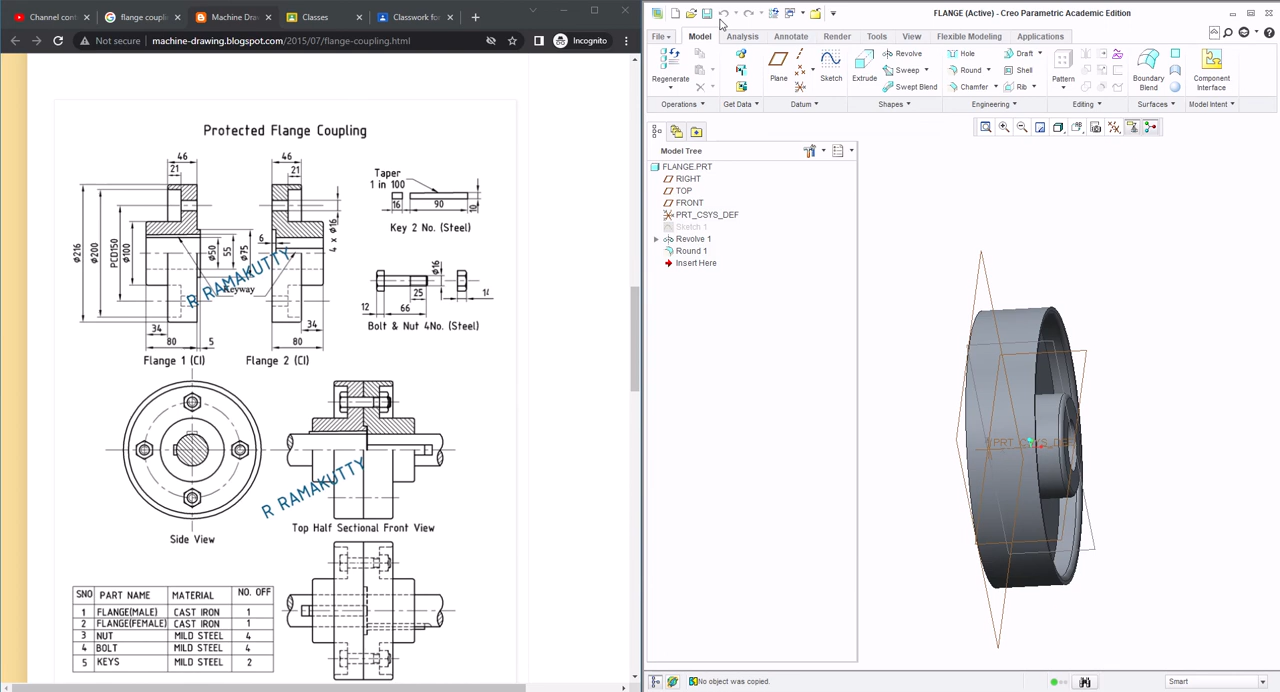 Channel con
flange coupli
Machine Dra
Classes
Classwork for
Not secure
machine-drawing.blogspot.com/2015/07/flange-coupling.html
Incognito
Protected Flange Coupling
46
21
46
21
Taper
1 in 100
16
90
10
Key 2 No. (Steel)
Ø216
Ø200
PCD150
Ø100
Ø50
55
Ø75
6
4 x Ø16
Keyway
R RAMAKUTTY
34
80
5
34
80
Flange 1 (CI)
Flange 2 (CI)
Ø16
25
12
66
Bolt & Nut 4No. (Steel)
Side View
R RAMAKUTTY
Top Half Sectional Front View
SNO PART NAME MATERIAL NO. OFF
1 FLANGE(MALE) CAST IRON 1
2 FLANGE(FEMALE) CAST IRON 1
3 NUT MILD STEEL 4
4 BOLT MILD STEEL 4
5 KEYS MILD STEEL 2
FLANGE (Active) - Creo Parametric Academic Edition
File Model Analysis Annotate Render Tools View Flexible Modeling Applications
Regenerate
Plane
Sketch
Extrude
Revolve
Sweep
Swept Blend
Hole
Round
Chamfer
Draft
Shell
Rib
Pattern
Boundary
Blend
Component
Interface
Operations Get Data Datum Shapes Engineering Editing Surfaces Model Intent
Model Tree
FLANGE.PRT
RIGHT
TOP
FRONT
PRT_CSYS_DEF
Sketch 1
Revolve 1
Round 1
Insert Here
PRT_CSYS_DEF
No object was copied.
Smart